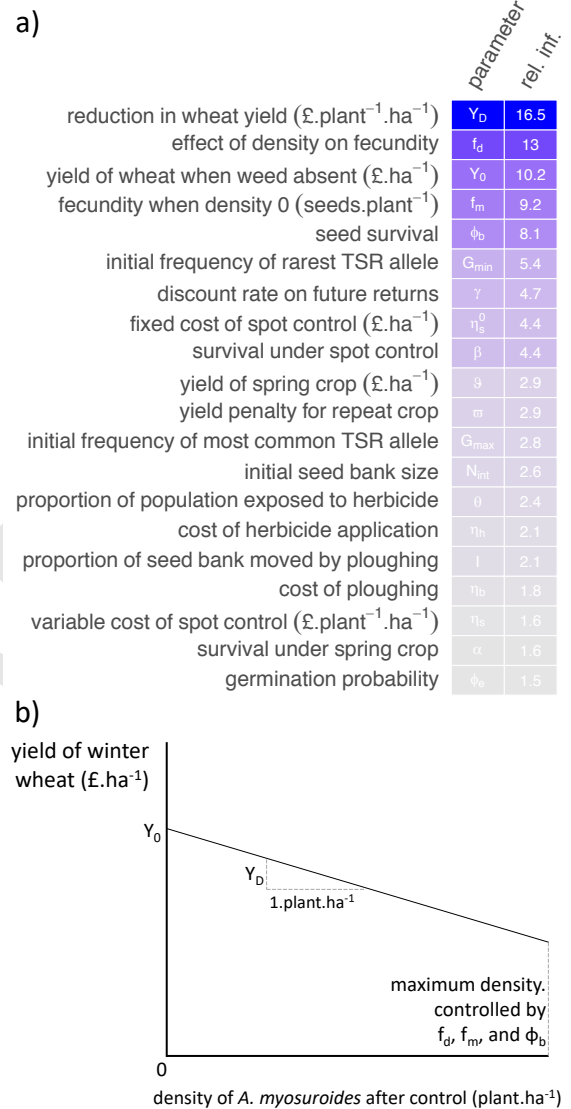 a)
parameter
rel. inf.
reduction in wheat yield (£.plant⁻¹.ha⁻¹) Y_D 16.5
effect of density on fecundity f_d 13
yield of wheat when weed absent (£.ha⁻¹) Y_0 10.2
fecundity when density 0 (seeds.plant⁻¹) f_m 9.2
seed survival ϕ_b 8.1
initial frequency of rarest TSR allele G_min 5.4
discount rate on future returns γ 4.7
fixed cost of spot control (£.ha⁻¹) η_s^0 4.4
survival under spot control β 4.4
yield of spring crop (£.ha⁻¹) ϑ 2.9
yield penalty for repeat crop ϖ 2.9
initial frequency of most common TSR allele G_max 2.8
initial seed bank size N_int 2.6
proportion of population exposed to herbicide θ 2.4
cost of herbicide application η_h 2.1
proportion of seed bank moved by ploughing I 2.1
cost of ploughing η_b 1.8
variable cost of spot control (£.plant⁻¹.ha⁻¹) η_s 1.6
survival under spring crop α 1.6
germination probability ϕ_e 1.5
b)
yield of winter
wheat (£.ha⁻¹)
Y_0
Y_D
1.plant.ha⁻¹
maximum density.
controlled by
f_d, f_m, and ϕ_b
0
density of A. myosuroides after control (plant.ha⁻¹)